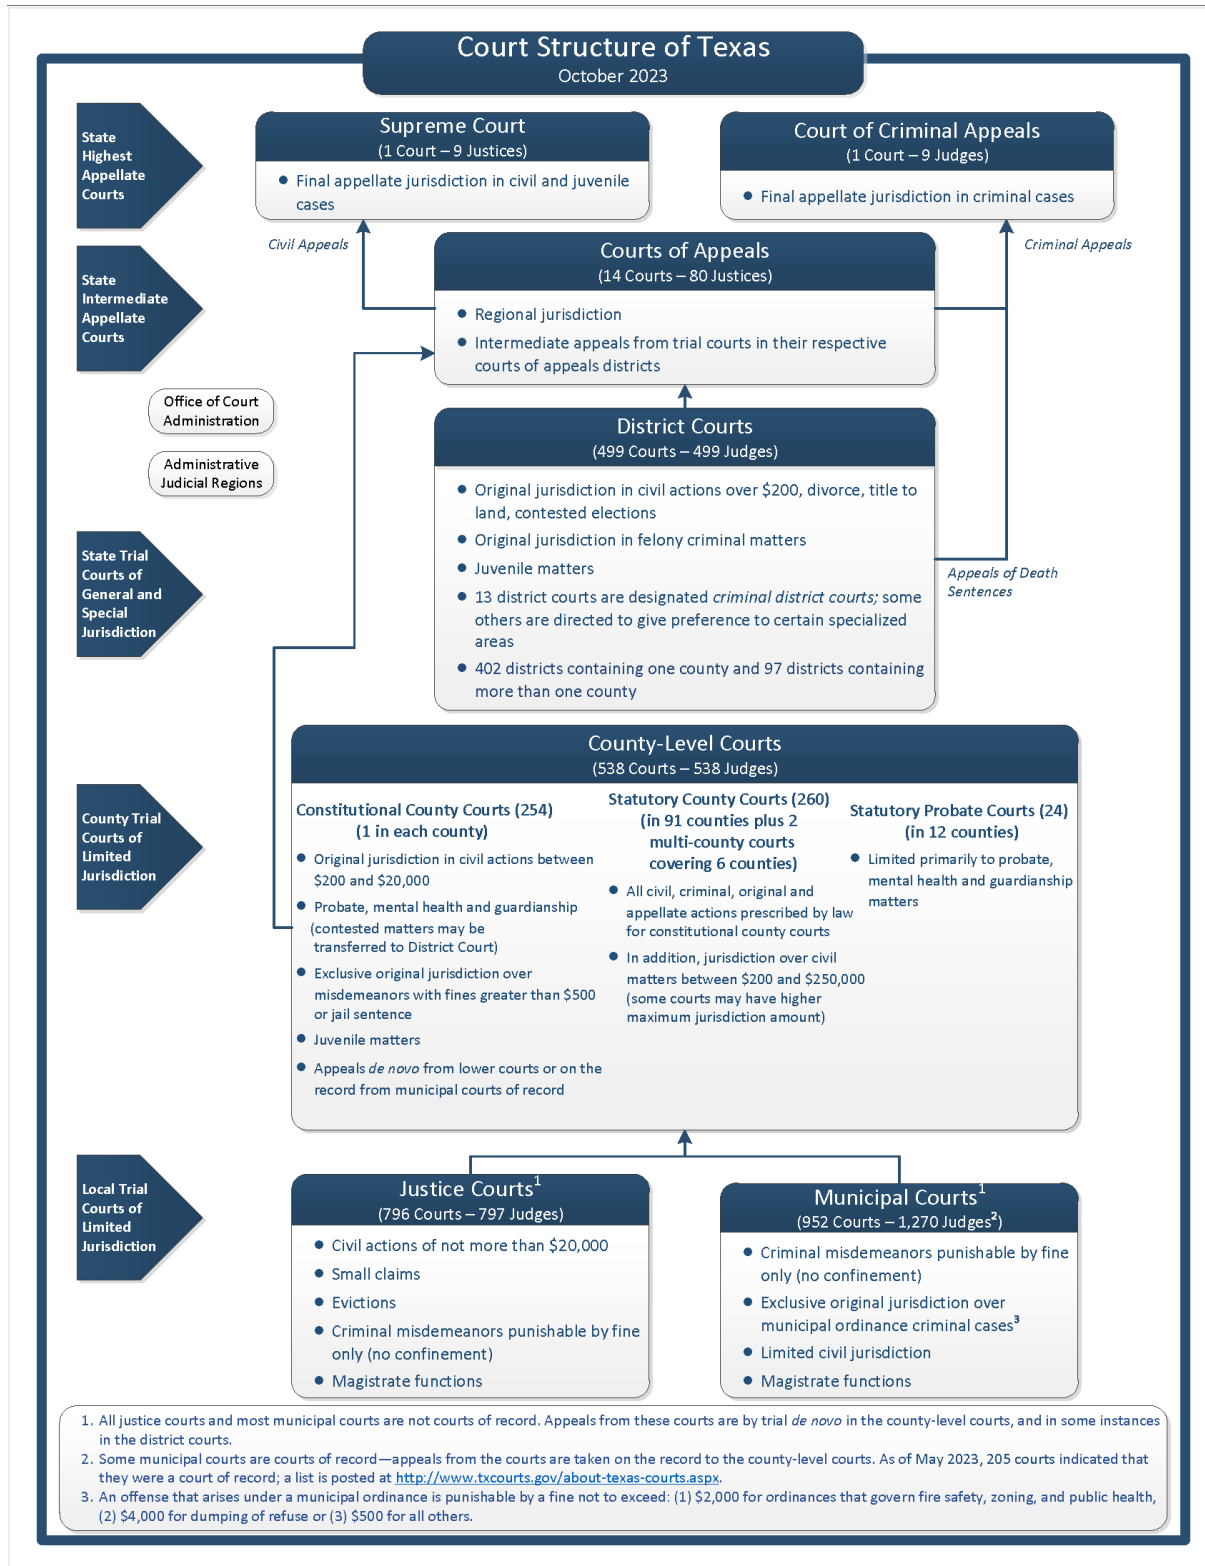 Court Structure of Texas
October 2023
State
Highest
Appellate
Courts
Supreme Court
(1 Court – 9 Justices)
● Final appellate jurisdiction in civil and juvenile
cases
Court of Criminal Appeals
(1 Court – 9 Judges)
● Final appellate jurisdiction in criminal cases
Civil Appeals
Criminal Appeals
State
Intermediate
Appellate
Courts
Courts of Appeals
(14 Courts – 80 Justices)
● Regional jurisdiction
● Intermediate appeals from trial courts in their respective
courts of appeals districts
Office of Court
Administration
Administrative
Judicial Regions
State Trial
Courts of
General and
Special
Jurisdiction
District Courts
(499 Courts – 499 Judges)
● Original jurisdiction in civil actions over $200, divorce, title to
land, contested elections
● Original jurisdiction in felony criminal matters
● Juvenile matters
● 13 district courts are designated criminal district courts; some
others are directed to give preference to certain specialized
areas
● 402 districts containing one county and 97 districts containing
more than one county
Appeals of Death
Sentences
County Trial
Courts of
Limited
Jurisdiction
County-Level Courts
(538 Courts – 538 Judges)
Constitutional County Courts (254)
(1 in each county)
● Original jurisdiction in civil actions between
$200 and $20,000
● Probate, mental health and guardianship
(contested matters may be
transferred to District Court)
● Exclusive original jurisdiction over
misdemeanors with fines greater than $500
or jail sentence
● Juvenile matters
● Appeals de novo from lower courts or on the
record from municipal courts of record
Statutory County Courts (260)
(in 91 counties plus 2
multi-county courts
covering 6 counties)
● All civil, criminal, original and
appellate actions prescribed by law
for constitutional county courts
● In addition, jurisdiction over civil
matters between $200 and $250,000
(some courts may have higher
maximum jurisdiction amount)
Statutory Probate Courts (24)
(in 12 counties)
● Limited primarily to probate,
mental health and guardianship
matters
Local Trial
Courts of
Limited
Jurisdiction
Justice Courts¹
(796 Courts – 797 Judges)
● Civil actions of not more than $20,000
● Small claims
● Evictions
● Criminal misdemeanors punishable by fine
only (no confinement)
● Magistrate functions
Municipal Courts¹
(952 Courts – 1,270 Judges²)
● Criminal misdemeanors punishable by fine
only (no confinement)
● Exclusive original jurisdiction over
municipal ordinance criminal cases³
● Limited civil jurisdiction
● Magistrate functions
1. All justice courts and most municipal courts are not courts of record. Appeals from these courts are by trial de novo in the county-level courts, and in some instances
in the district courts.
2. Some municipal courts are courts of record—appeals from the courts are taken on the record to the county-level courts. As of May 2023, 205 courts indicated that
they were a court of record; a list is posted at http://www.txcourts.gov/about-texas-courts.aspx.
3. An offense that arises under a municipal ordinance is punishable by a fine not to exceed: (1) $2,000 for ordinances that govern fire safety, zoning, and public health,
(2) $4,000 for dumping of refuse or (3) $500 for all others.